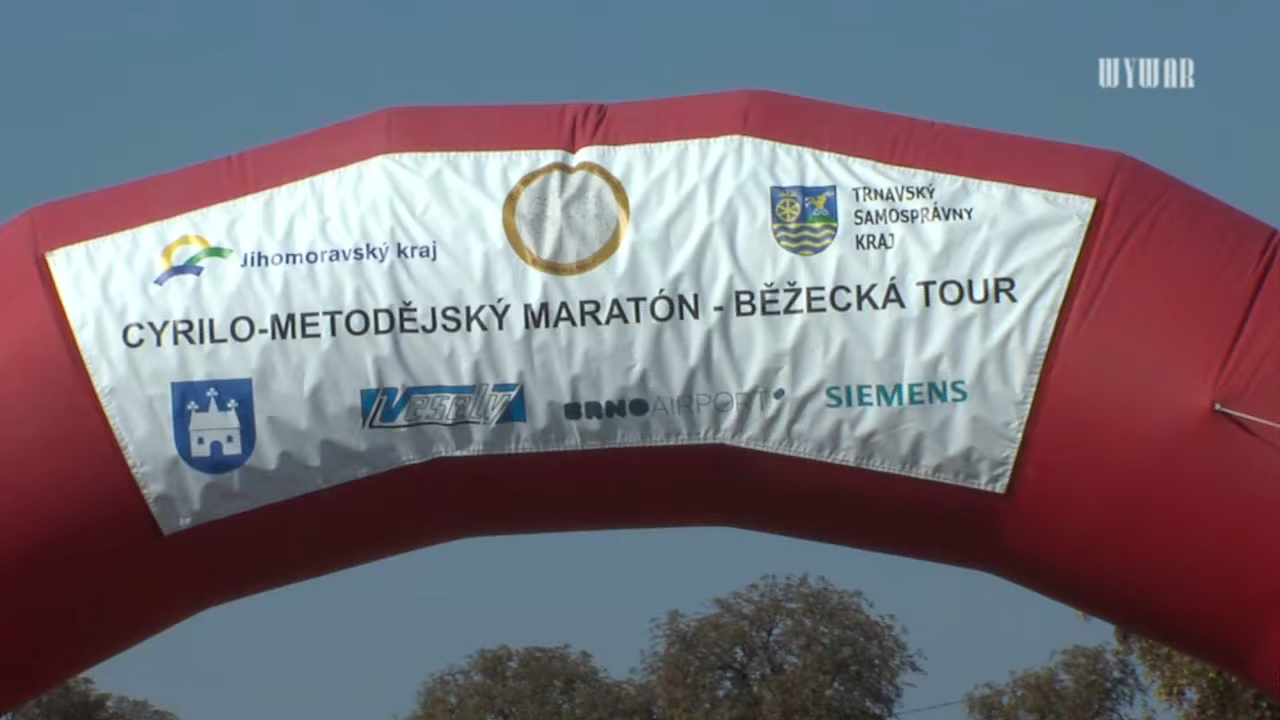 WYWAR
Jihomoravský kraj
TRNAVSKÝ
SAMOSPRÁVNY
KRAJ
CYRILO-METODĚJSKÝ MARATÓN - BĚŽECKÁ TOUR
Veselý
BRNO AIRPORT
SIEMENS